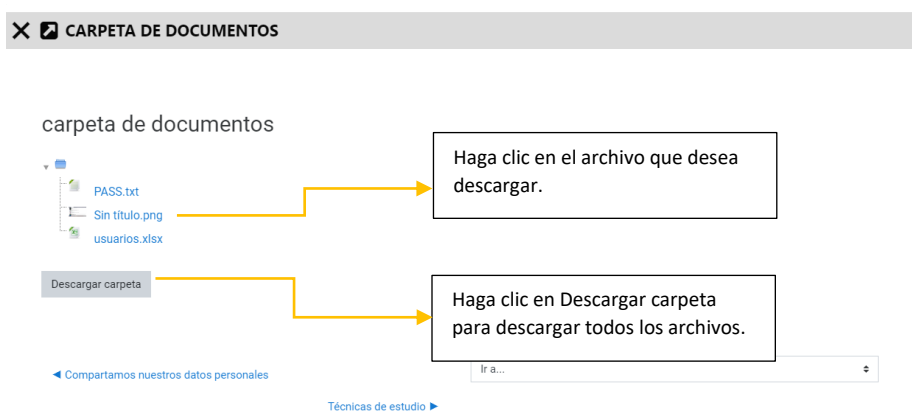 CARPETA DE DOCUMENTOS
carpeta de documentos
Haga clic en el archivo que desea
descargar.
PASS.txt
Sin título.png
usuarios.xlsx
Descargar carpeta
Haga clic en Descargar carpeta
para descargar todos los archivos.
◄ Compartamos nuestros datos personales
Ir a...
Técnicas de estudio ►